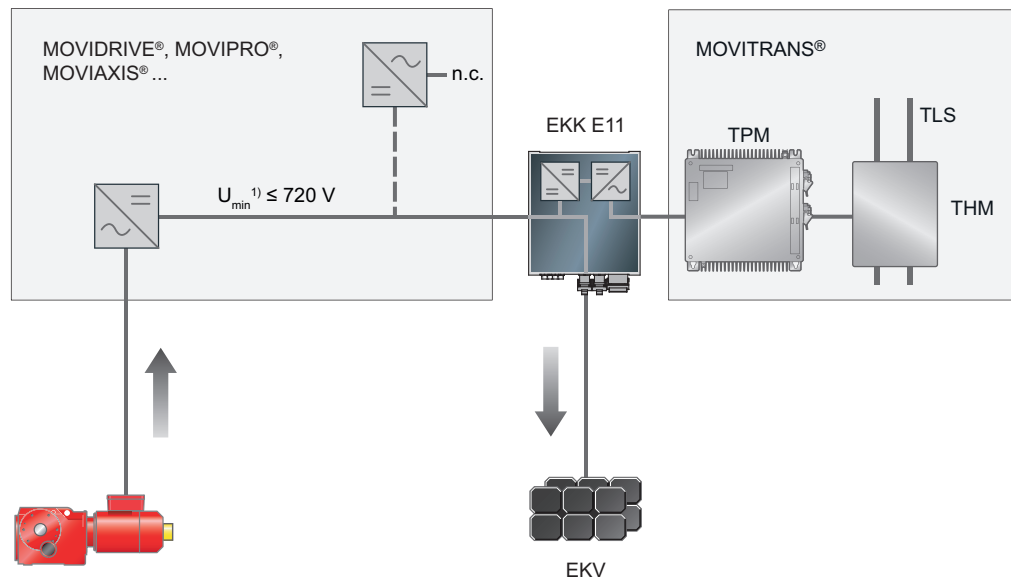 MOVIDRIVE®, MOVIPRO®,
MOVIAXIS® ...
n.c.
Umin1) ≤ 720 V
EKK E11
MOVITRANS®
TPM
TLS
THM
EKV